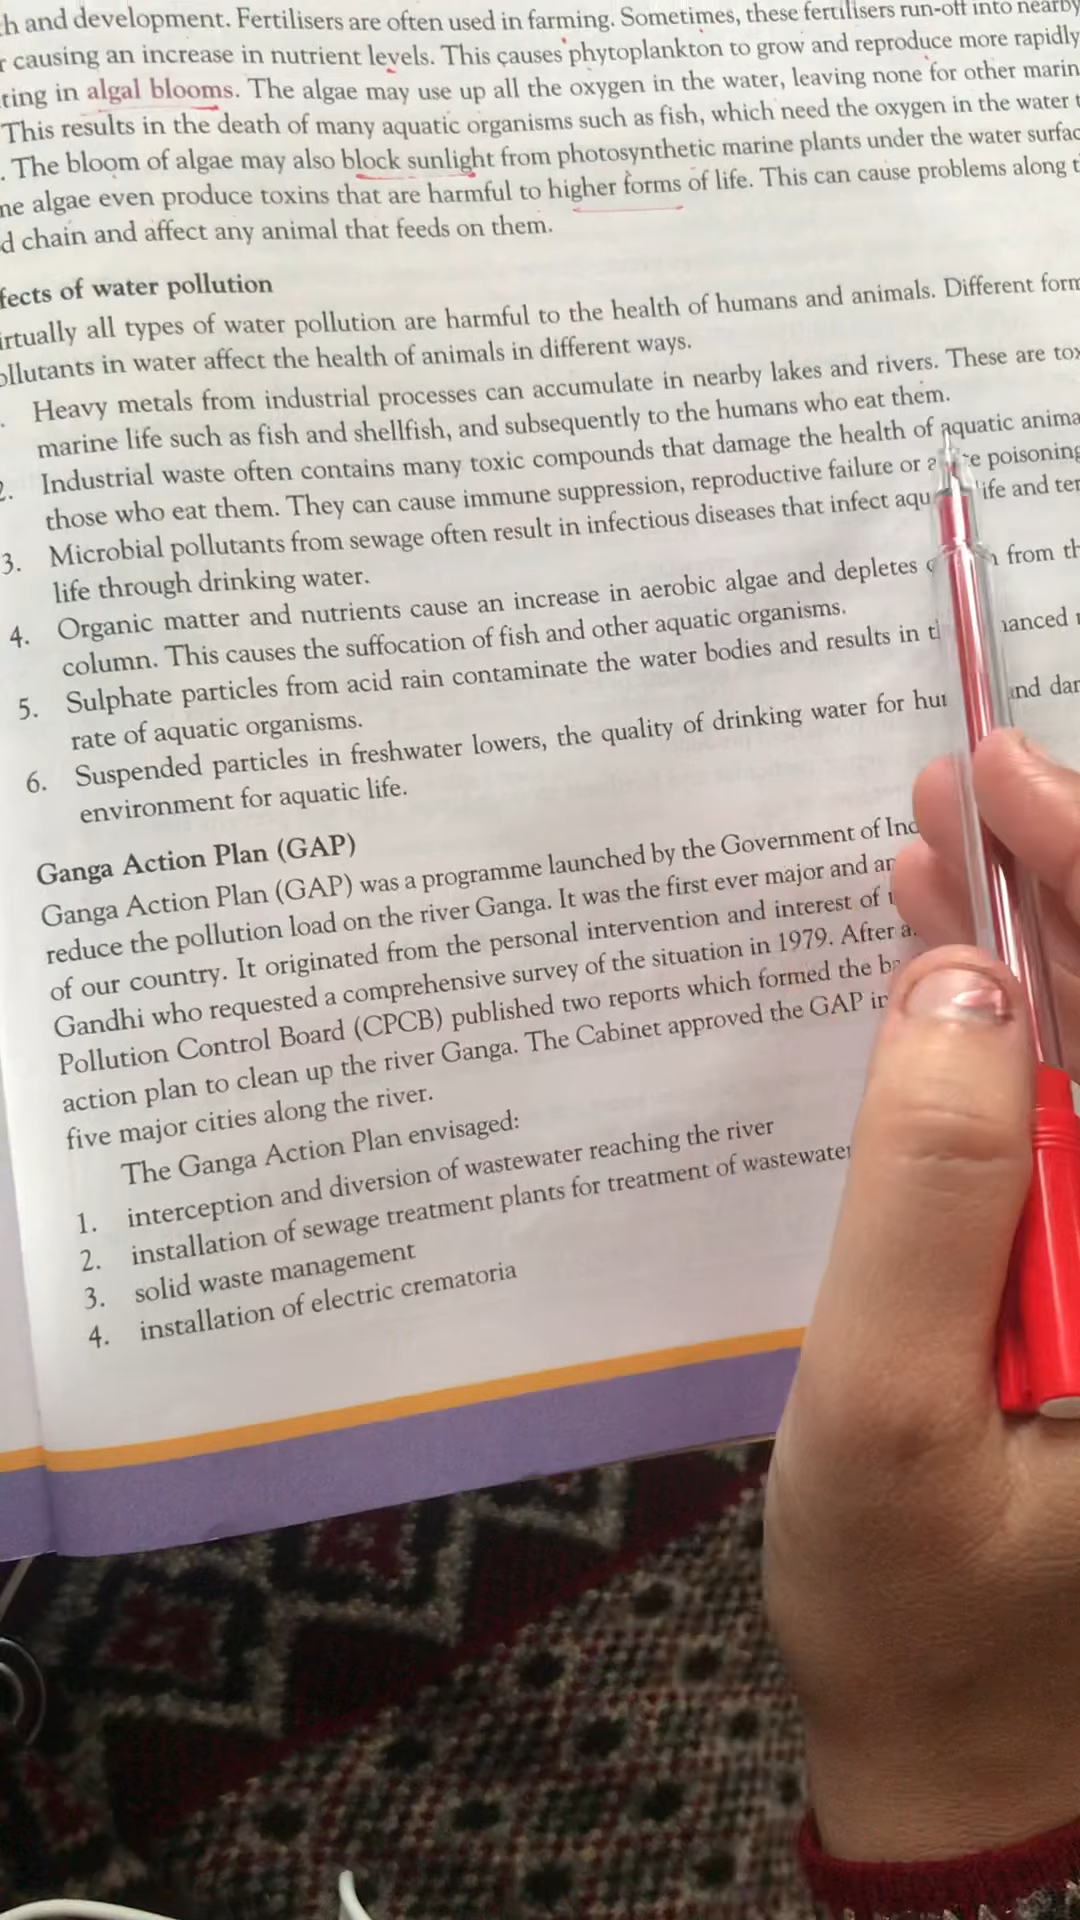 and development. Fertilisers are often used in farming. Sometimes, these fertilisers run-off into nearby
causing an increase in nutrient levels. This causes phytoplankton to grow and reproduce more rapidly
in algal blooms. The algae may use up all the oxygen in the water, leaving none for other
This results in the death of many aquatic organisms such as fish, which need the oxygen in the water
. The bloom of algae may also block sunlight from photosynthetic marine plants under the water
algae even produce toxins that are harmful to higher forms of life. This can cause problems along
chain and affect any animal that feeds on them.
of water pollution
all types of water pollution are harmful to the health of humans and animals. Different
in water affect the health of animals in different ways.
Heavy metals from industrial processes can accumulate in nearby lakes and rivers. These are
marine life such as fish and shellfish, and subsequently to the humans who eat them.
2. Industrial waste often contains many toxic compounds that damage the health of aquatic
those who eat them. They can cause immune suppression, reproductive failure or poisoning
3. Microbial pollutants from sewage often result in infectious diseases that infect and
life through drinking water.
4. Organic matter and nutrients cause an increase in aerobic algae and depletes from
column. This causes the suffocation of fish and other aquatic organisms.
5. Sulphate particles from acid rain contaminate the water bodies and results in
rate of aquatic organisms.
6. Suspended particles in freshwater lowers, the quality of drinking water for
environment for aquatic life.
Ganga Action Plan (GAP)
Ganga Action Plan (GAP) was a programme launched by the Government of
reduce the pollution load on the river Ganga. It was the first ever major and
of our country. It originated from the personal intervention and interest of
Gandhi who requested a comprehensive survey of the situation in 1979. After
Pollution Control Board (CPCB) published two reports which formed the
action plan to clean up the river Ganga. The Cabinet approved the GAP
five major cities along the river.
The Ganga Action Plan envisaged:
1. interception and diversion of wastewater reaching the river
2. installation of sewage treatment plants for treatment of wastewater
3. solid waste management
4. installation of electric crematoria